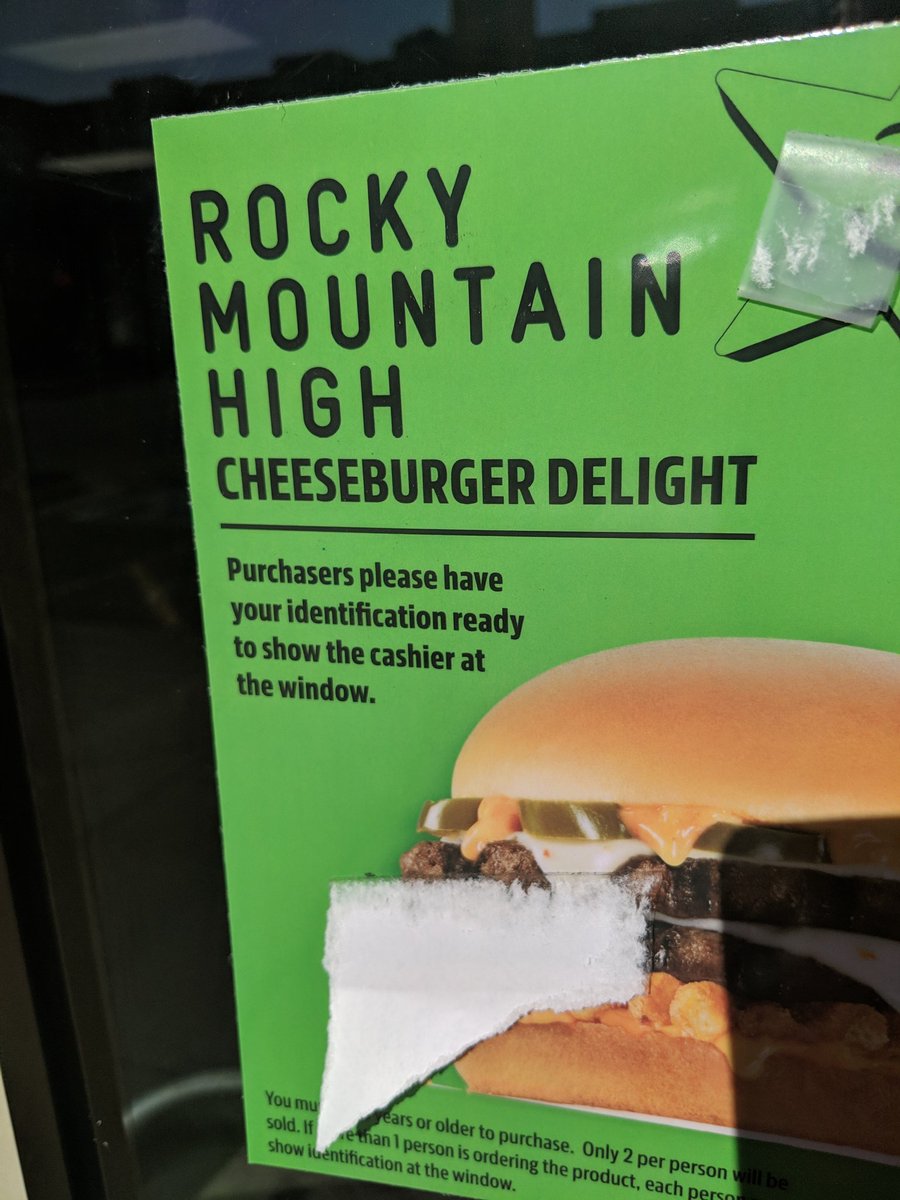 ROCKY
MOUNTAIN
HIGH
CHEESEBURGER DELIGHT
Purchasers please have
your identification ready
to show the cashier at
the window.
You ears or older to purchase. Only 2 per person will be
sold. If than 1 person is ordering the product, each
show identification at the window.